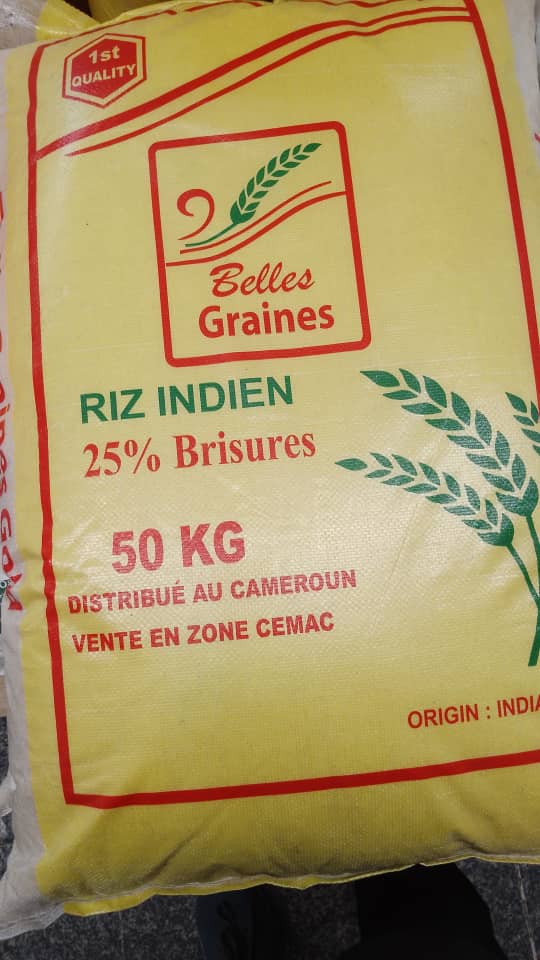 1st
QUALITY
Belles
Graines
RIZ INDIEN
25% Brisures
50 KG
DISTRIBUÉ AU CAMEROUN
VENTE EN ZONE CEMAC
ORIGIN : INDIA